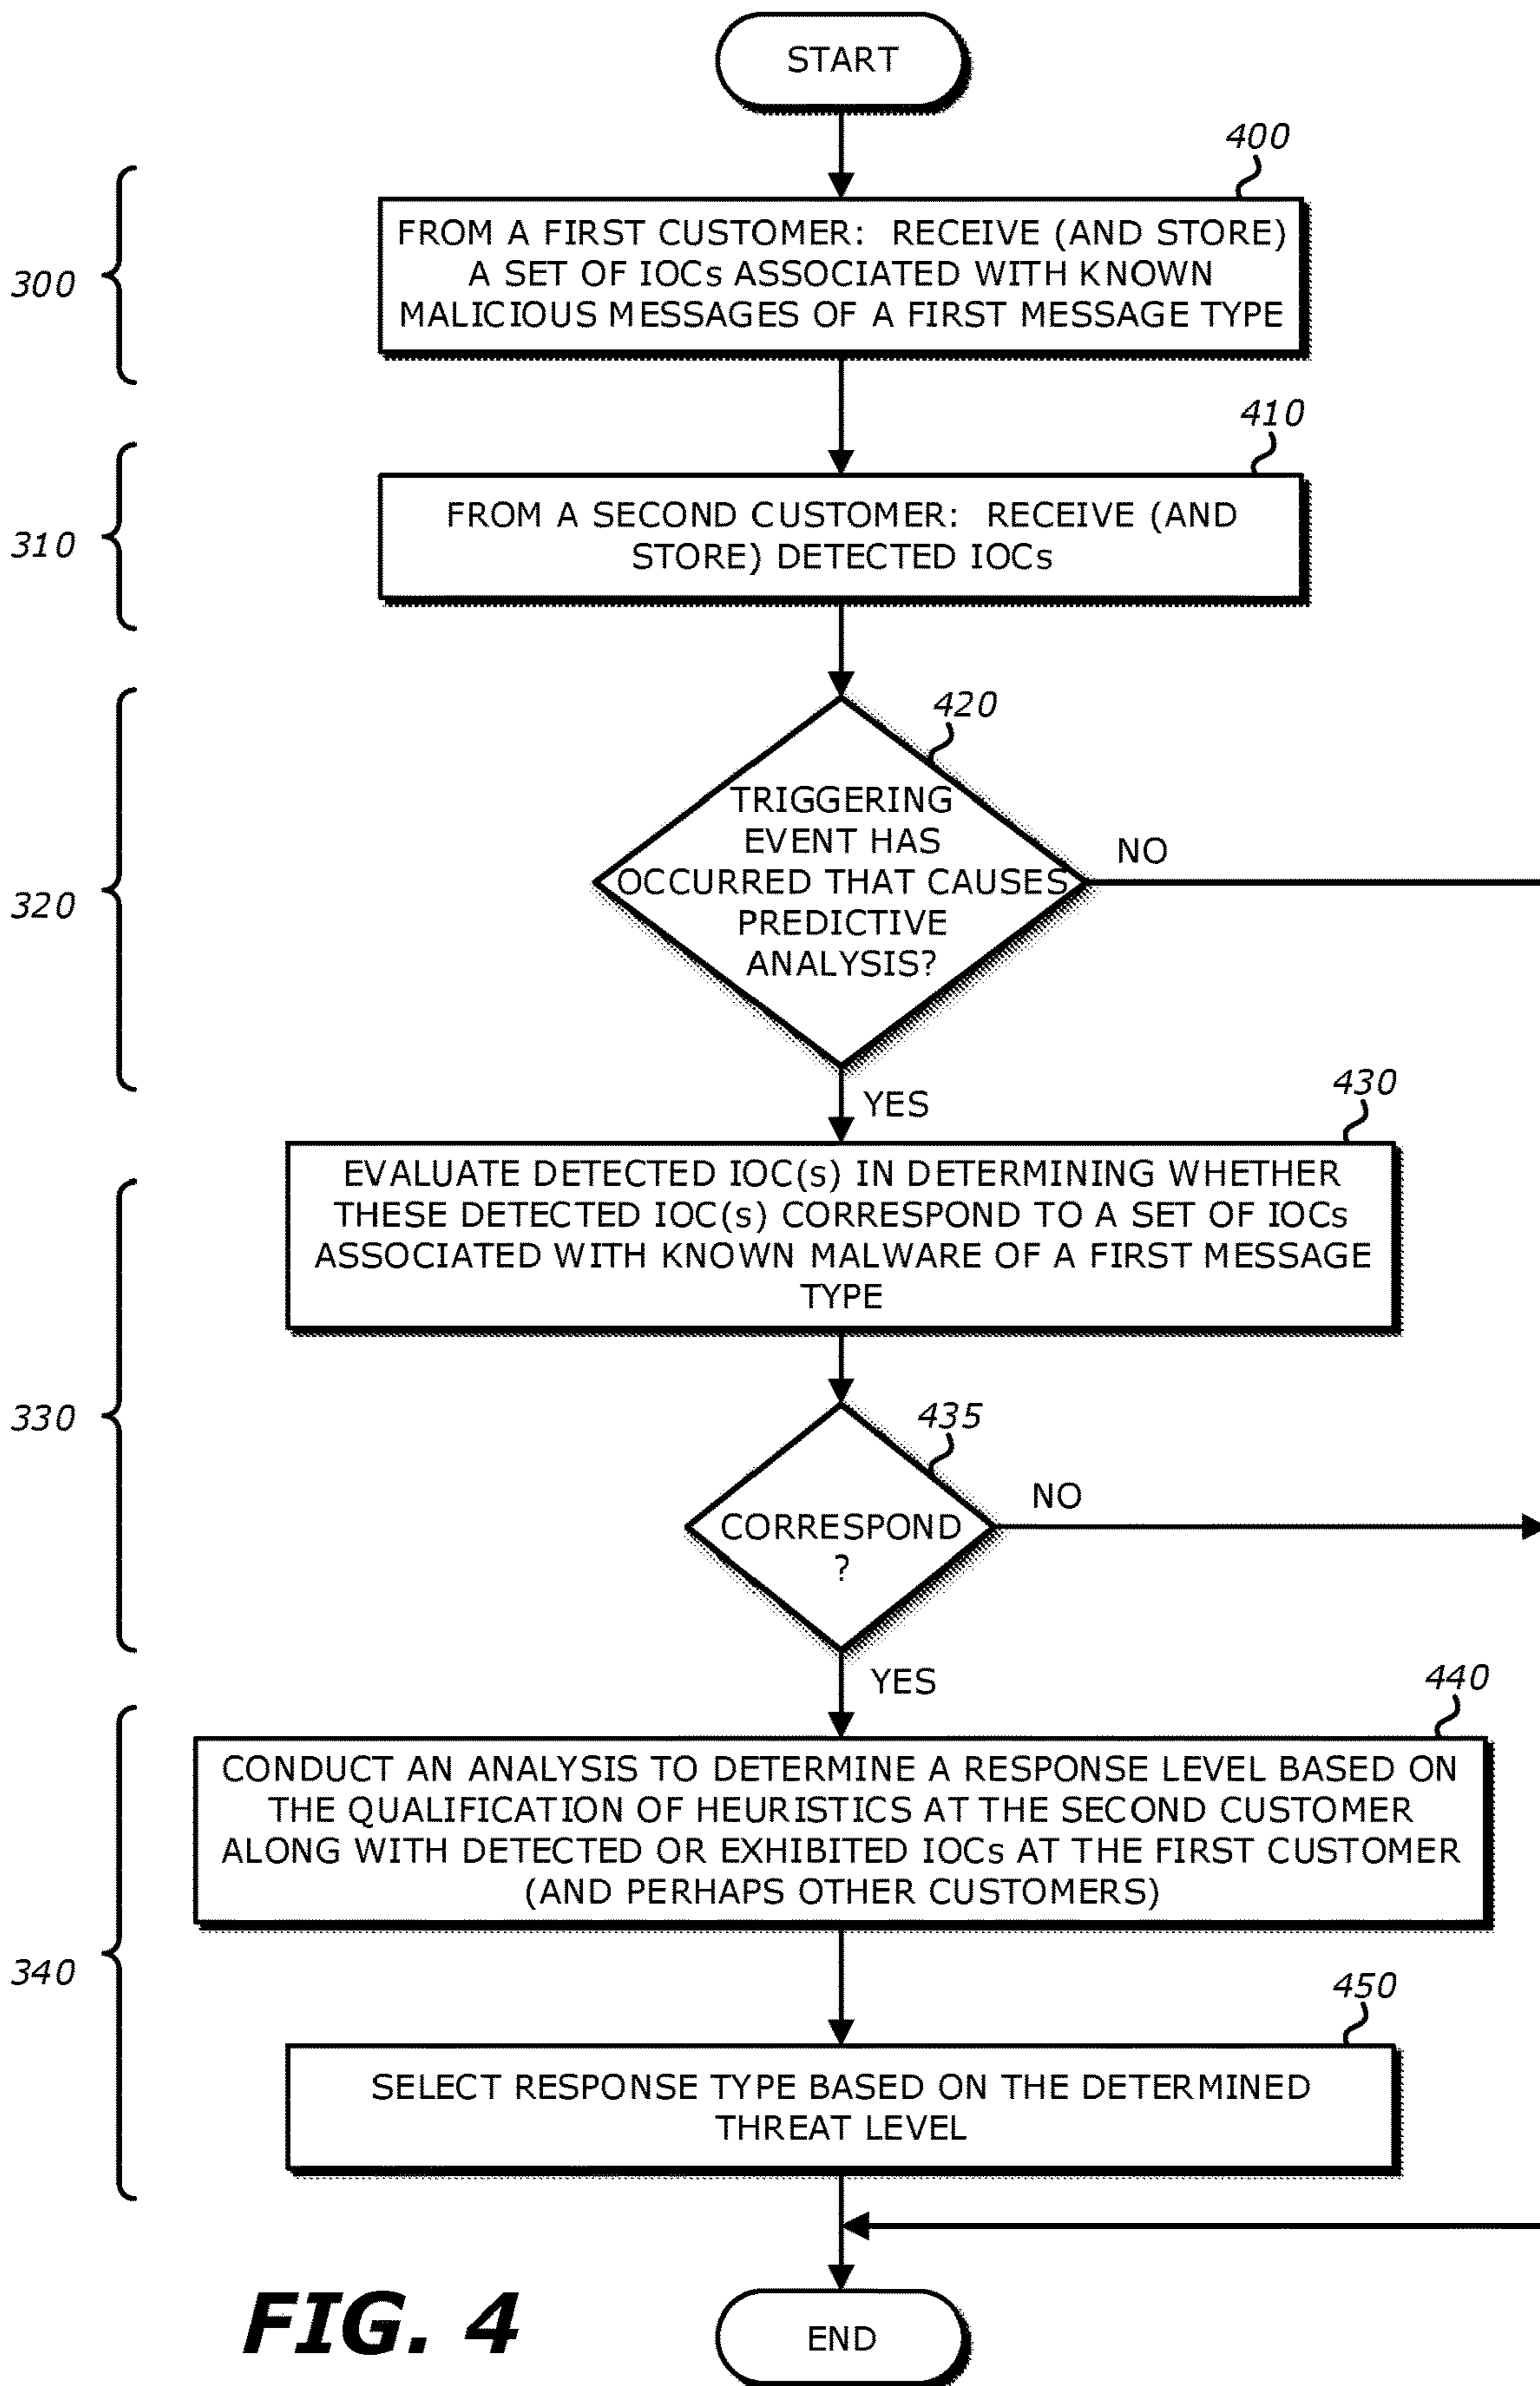 START
400
300
FROM A FIRST CUSTOMER: RECEIVE (AND STORE)
A SET OF IOCs ASSOCIATED WITH KNOWN
MALICIOUS MESSAGES OF A FIRST MESSAGE TYPE
410
310
FROM A SECOND CUSTOMER: RECEIVE (AND
STORE) DETECTED IOCs
420
320
TRIGGERING
EVENT HAS
OCCURRED THAT CAUSES
PREDICTIVE
ANALYSIS?
NO
YES
430
EVALUATE DETECTED IOC(s) IN DETERMINING WHETHER
THESE DETECTED IOC(s) CORRESPOND TO A SET OF IOCs
ASSOCIATED WITH KNOWN MALWARE OF A FIRST MESSAGE
TYPE
330
435
CORRESPOND
?
NO
YES
440
CONDUCT AN ANALYSIS TO DETERMINE A RESPONSE LEVEL BASED ON
THE QUALIFICATION OF HEURISTICS AT THE SECOND CUSTOMER
ALONG WITH DETECTED OR EXHIBITED IOCs AT THE FIRST CUSTOMER
(AND PERHAPS OTHER CUSTOMERS)
340
450
SELECT RESPONSE TYPE BASED ON THE DETERMINED
THREAT LEVEL
FIG. 4
END